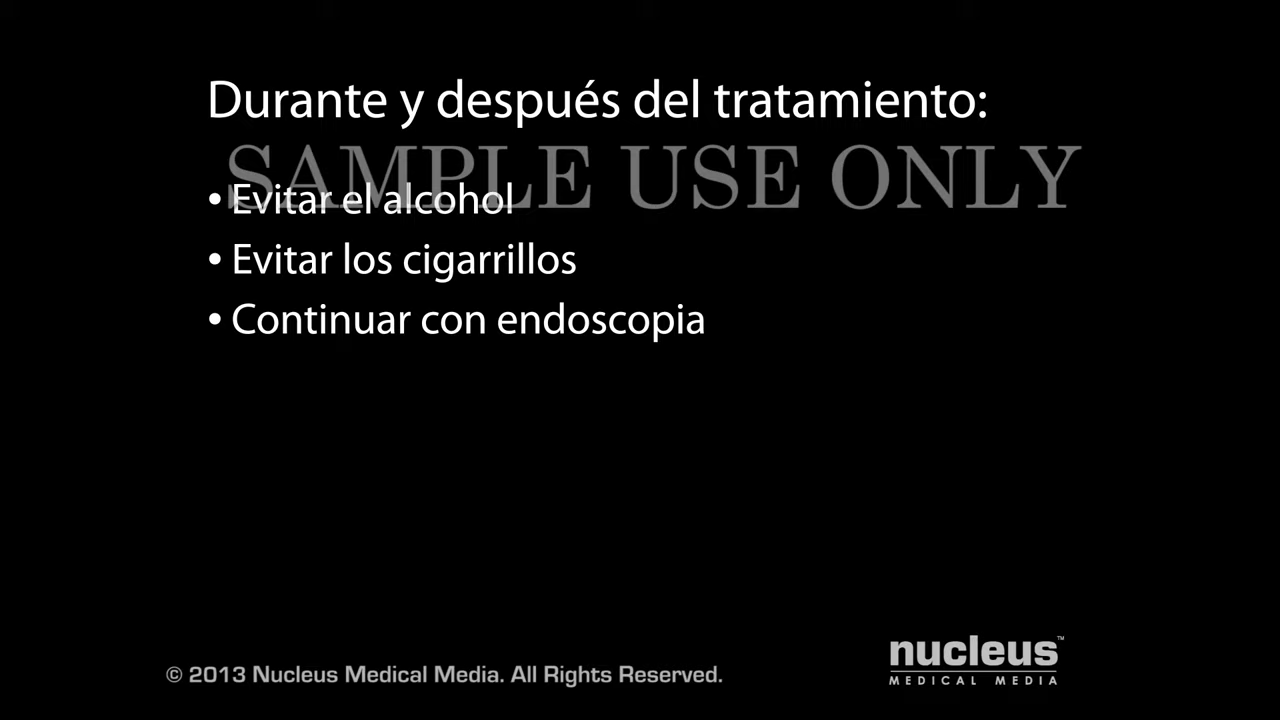 Durante y después del tratamiento:
SAMPLE USE ONLY
• Evitar el alcohol
• Evitar los cigarrillos
• Continuar con endoscopia
nucleus™
MEDICAL MEDIA
© 2013 Nucleus Medical Media. All Rights Reserved.